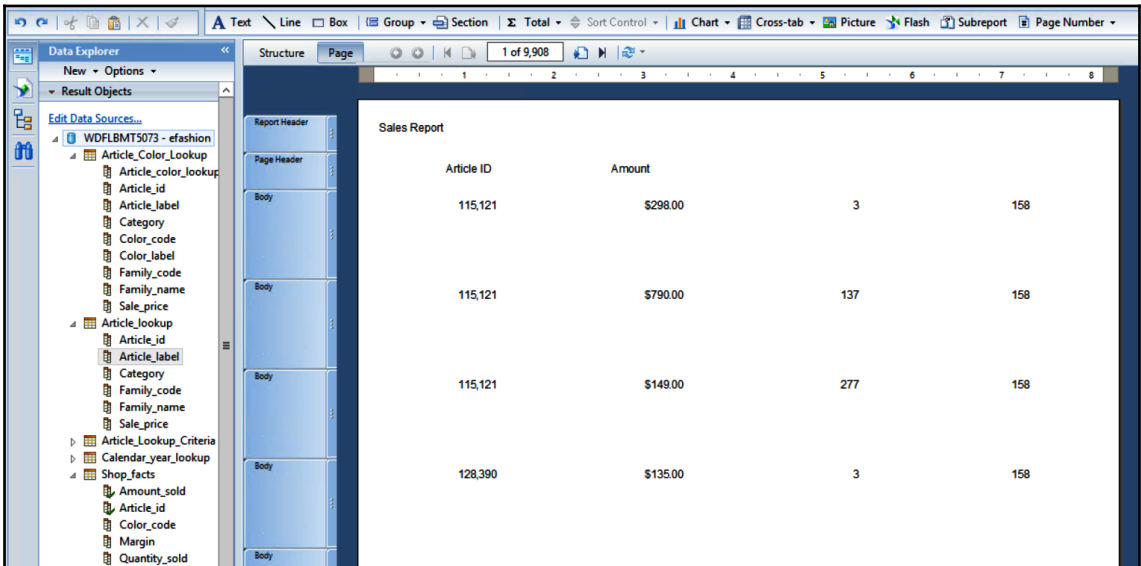 Text Line Box Group Section Σ Total Sort Control Chart Cross-tab Picture Flash Subreport Page Number
Data Explorer «
New Options
Result Objects
Edit Data Sources...
WDFLBMT5073 - efashion
Article_Color_Lookup
Article_color_lookup
Article_id
Article_label
Category
Color_code
Color_label
Family_code
Family_name
Sale_price
Article_lookup
Article_id
Article_label
Category
Family_code
Family_name
Sale_price
Article_Lookup_Criteria
Calendar_year_lookup
Shop_facts
Amount_sold
Article_id
Color_code
Margin
Quantity_sold
Structure Page 1 of 9,908
1 2 3 4 5 6 7 8
Report Header
Sales Report
Page Header
Article ID Amount
Body
115,121 $298.00 3 158
Body
115,121 $790.00 137 158
Body
115,121 $149.00 277 158
Body
128,390 $135.00 3 158
Body